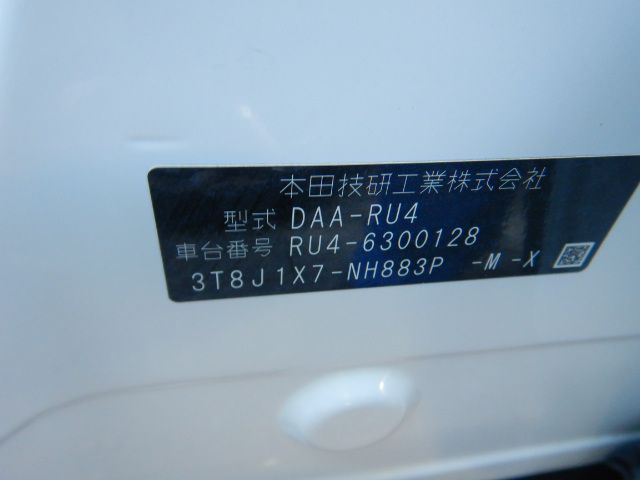 本田技研工業株式会社
型式 DAA-RU4
車台番号 RU4-6300128
3T8J1X7-NH883P -M -X